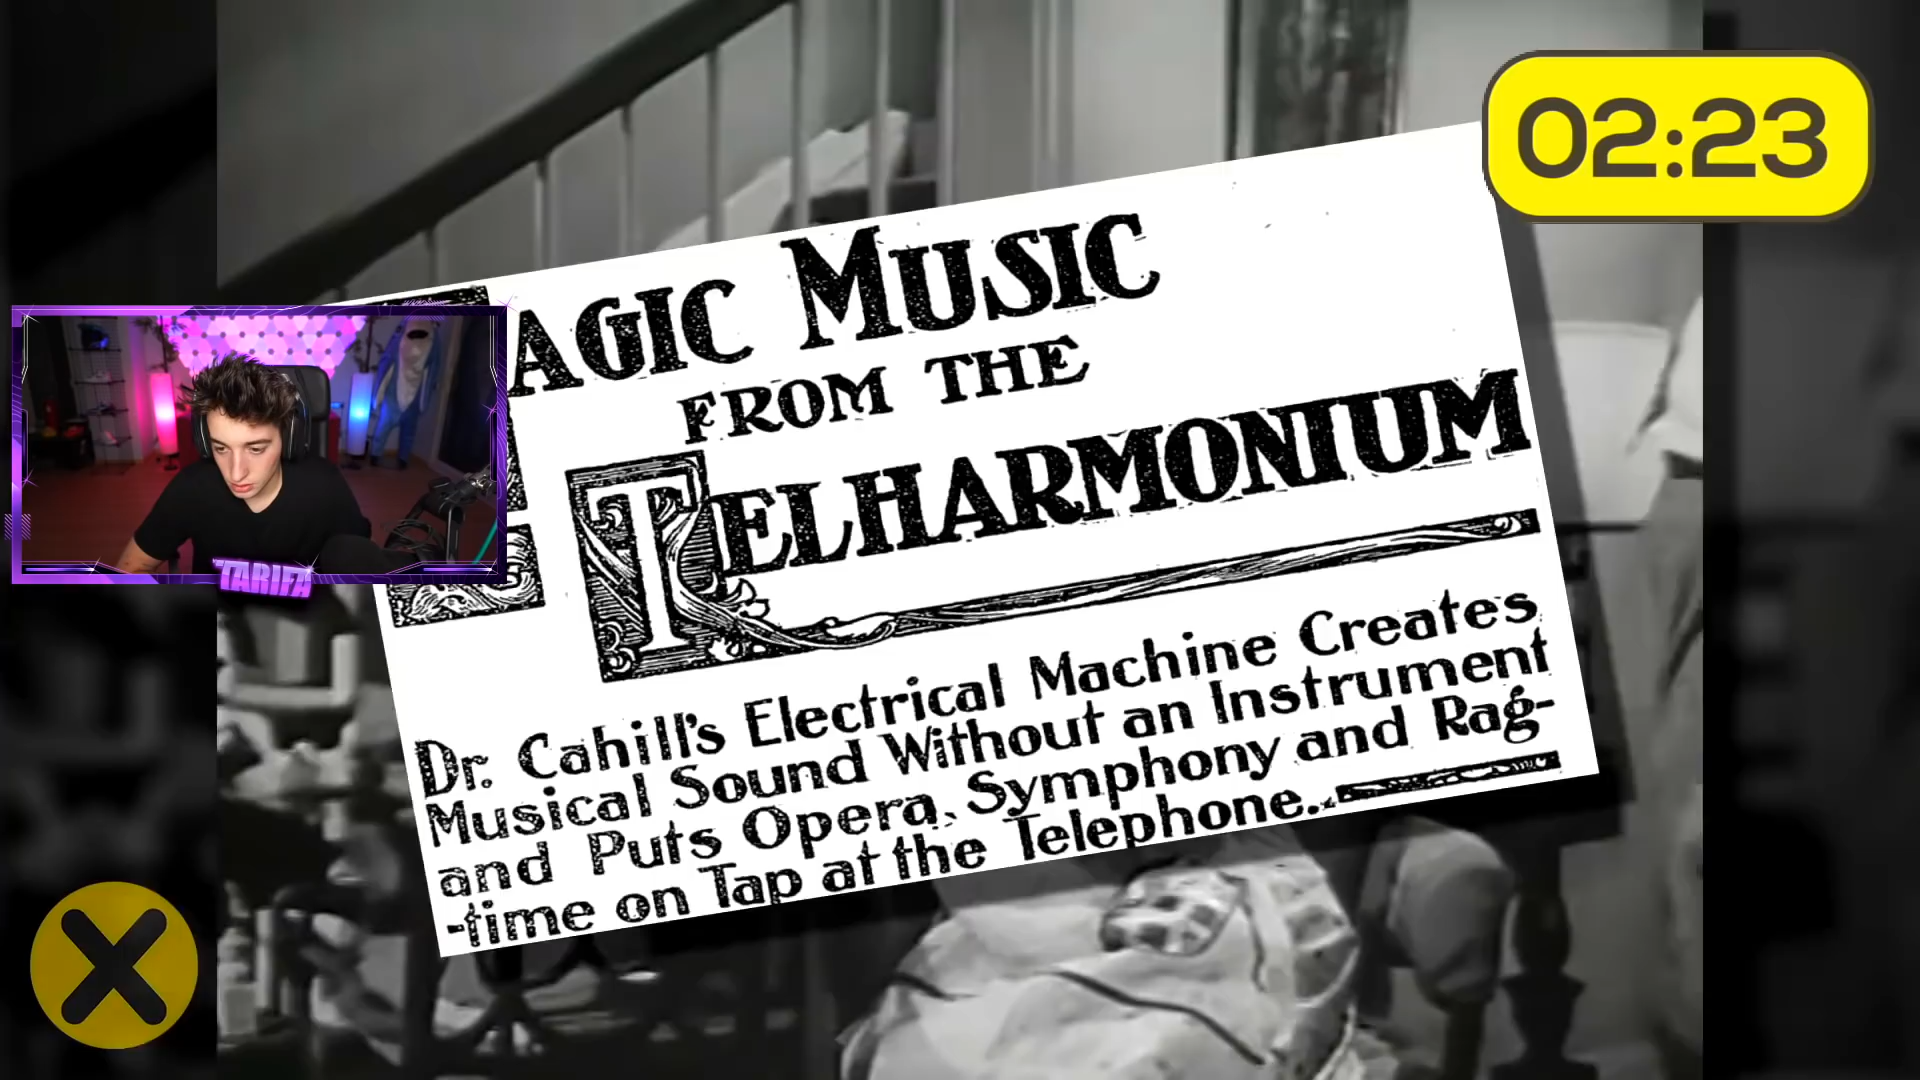 02:23
AGIC MUSIC
FROM THE
TELHARMONIUM
TARIFA
Dr. Cahill's Electrical Machine Creates
Musical Sound Without an Instrument
and Puts Opera, Symphony and Rag-
-time on Tap at the Telephone..